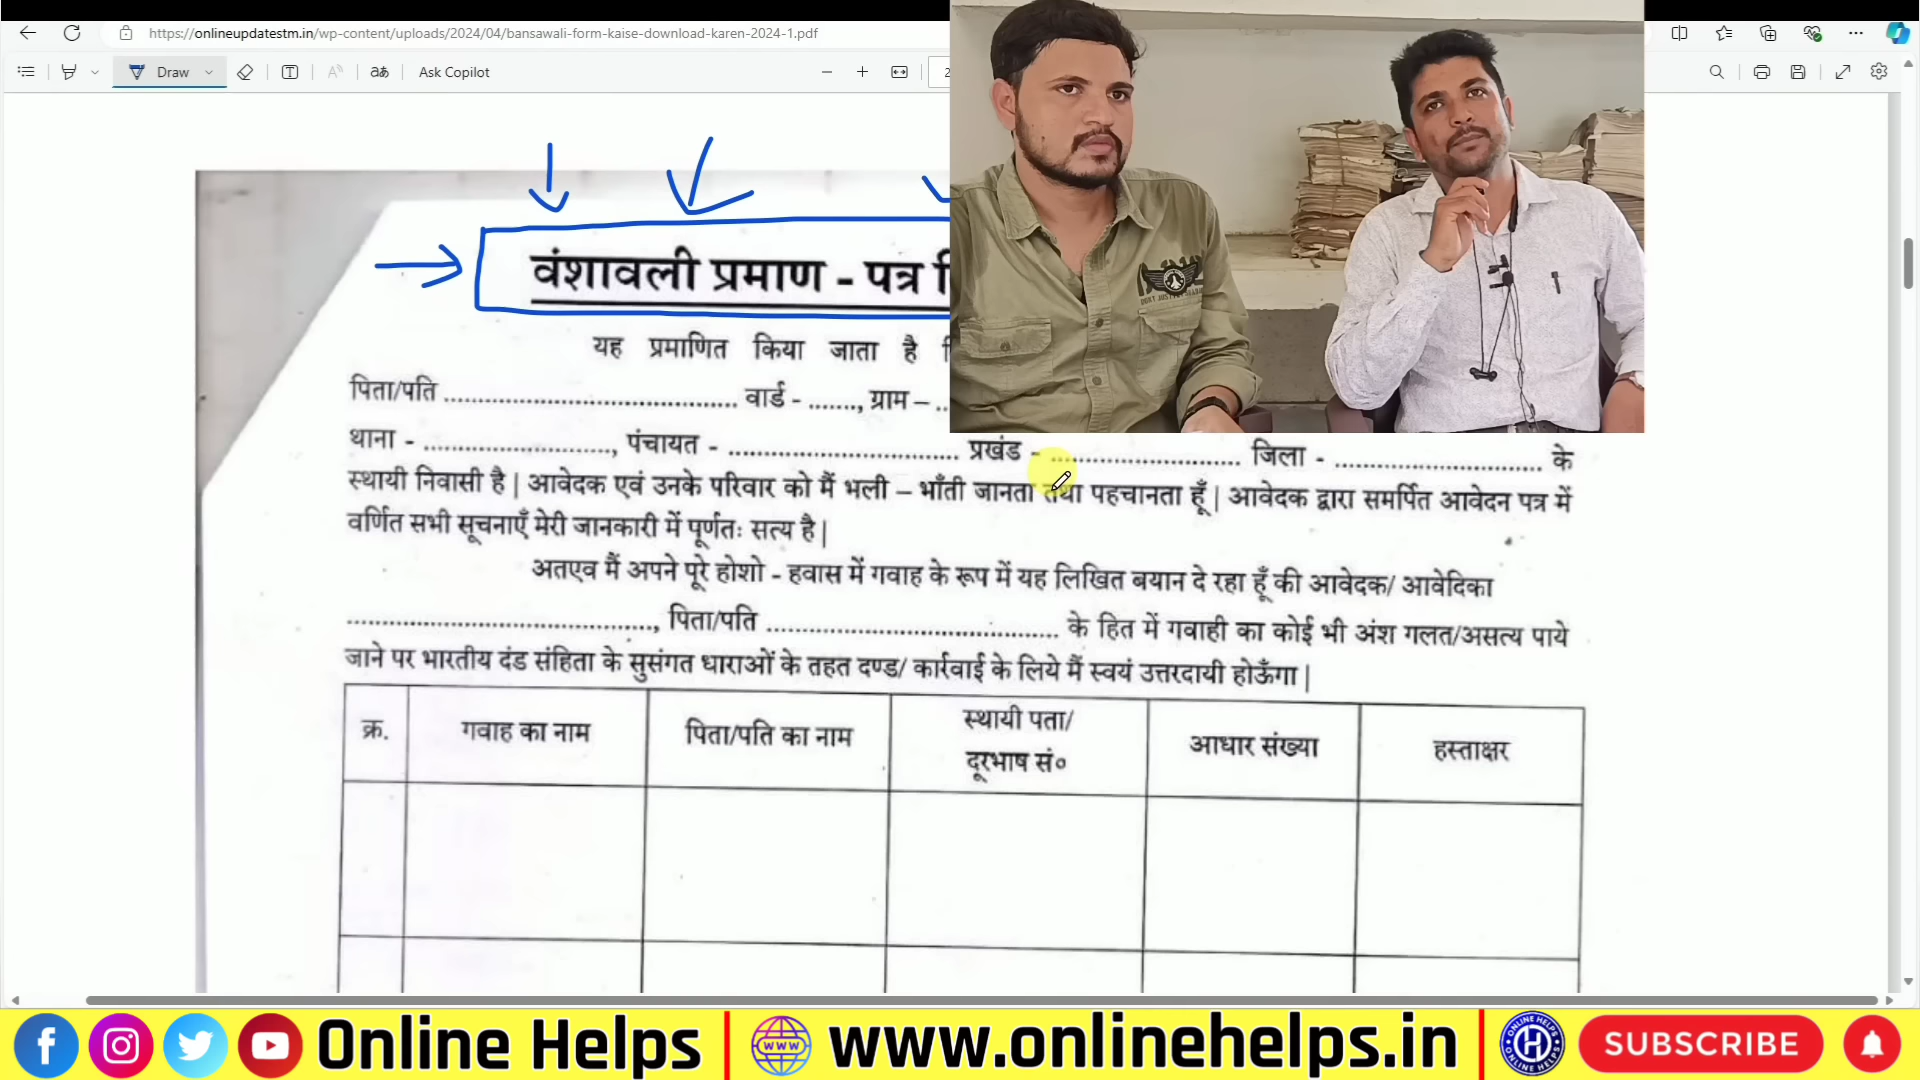 https://onlineupdatestm.in/wp-content/uploads/2024/04/bansawali-form-kaise-download-karen-2024-1.pdf
Draw
Ask Copilot
2
वंशावली प्रमाण - पत्र
यह प्रमाणित किया जाता है
पिता/पति ........................................ वार्ड - ......., ग्राम – ..
थाना - ........................., पंचायत - ................................ प्रखंड - .......................... जिला - ............................ के
स्थायी निवासी है | आवेदक एवं उनके परिवार को मैं भली – भाँती जानता तथा पहचानता हूँ | आवेदक द्वारा समर्पित आवेदन पत्र में
वर्णित सभी सूचनाएँ मेरी जानकारी में पूर्णतः सत्य है |
अतएव मैं अपने पूरे होशो - हवास में गवाह के रूप में यह लिखित बयान दे रहा हूँ की आवेदक/ आवेदिका
.........................................., पिता/पति ........................................ के हित में गवाही का कोई भी अंश गलत/असत्य पाये
जाने पर भारतीय दंड संहिता के सुसंगत धाराओं के तहत दण्ड/ कार्रवाई के लिये मैं स्वयं उत्तरदायी होऊँगा |
क्र. गवाह का नाम पिता/पति का नाम स्थायी पता/ दूरभाष सं० आधार संख्या हस्ताक्षर
Online Helps www.onlinehelps.in SUBSCRIBE